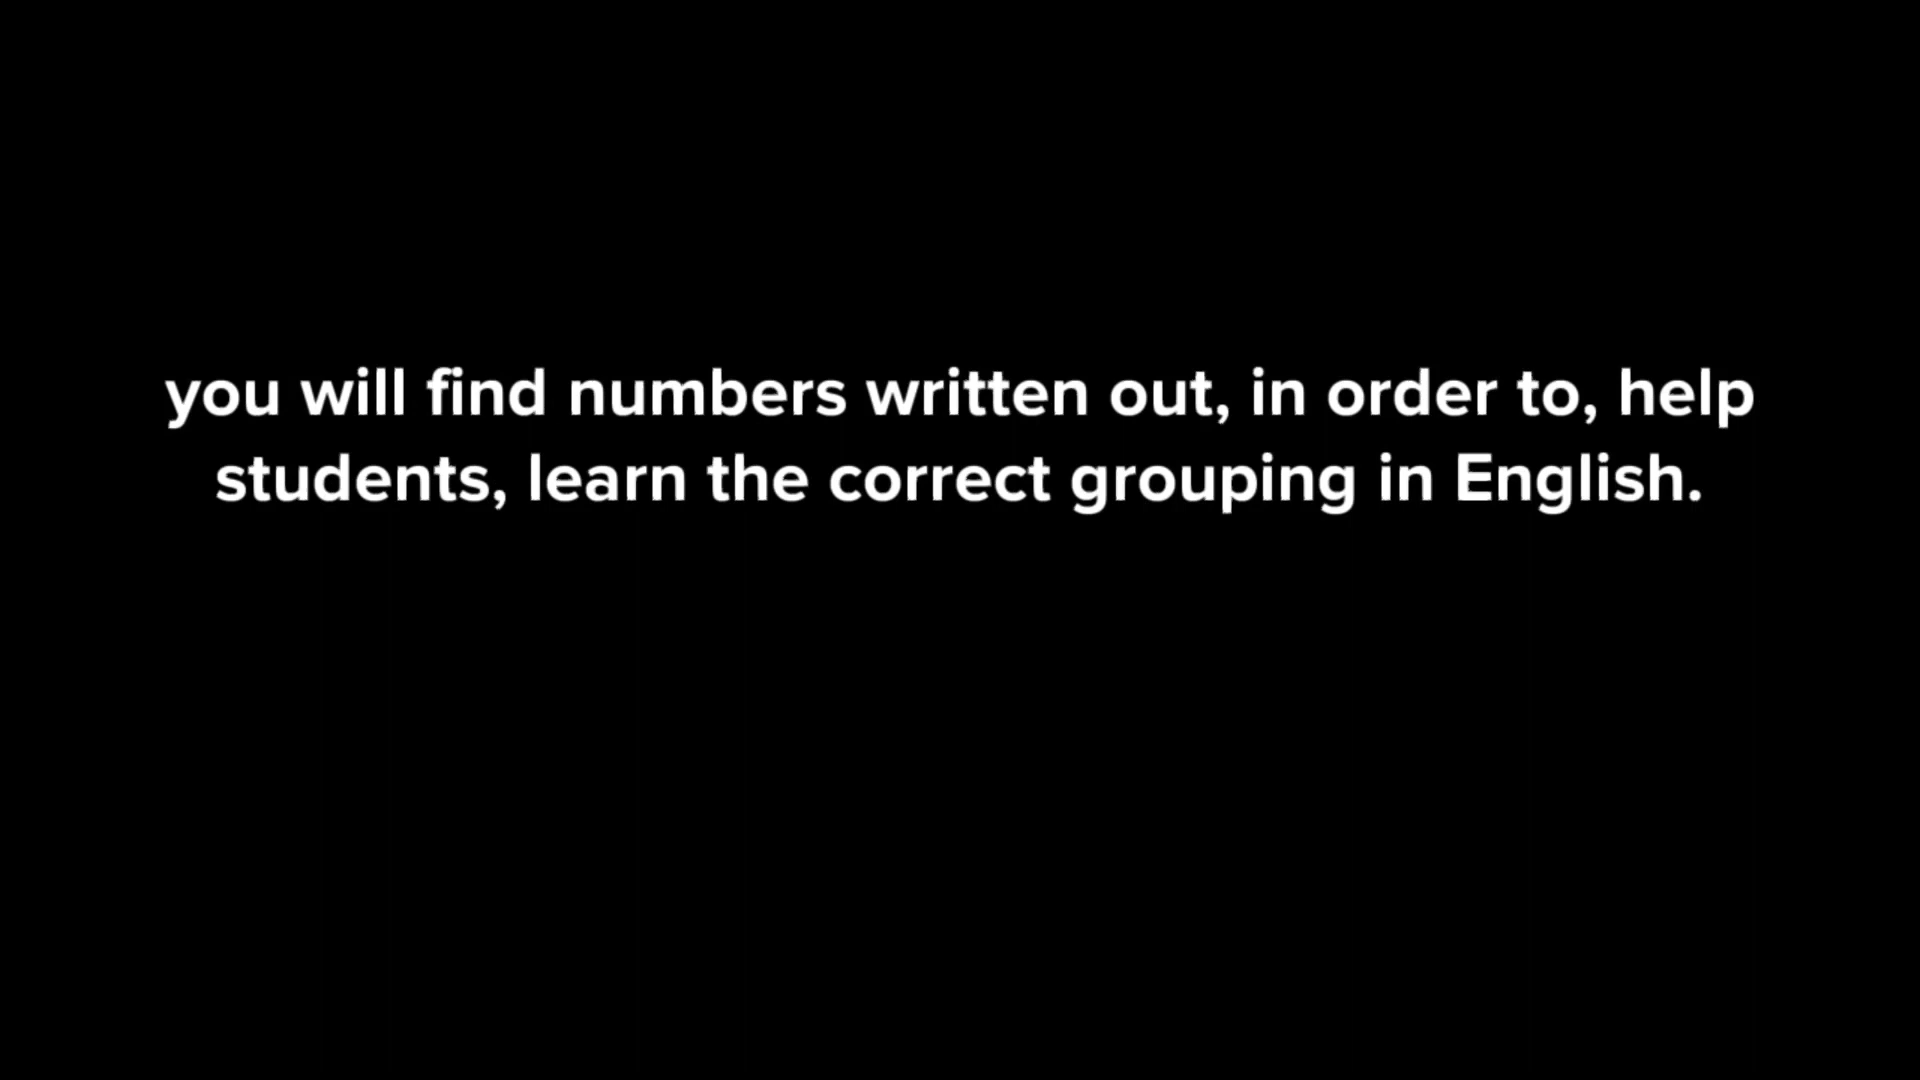 you will find numbers written out, in order to, help
students, learn the correct grouping in English.